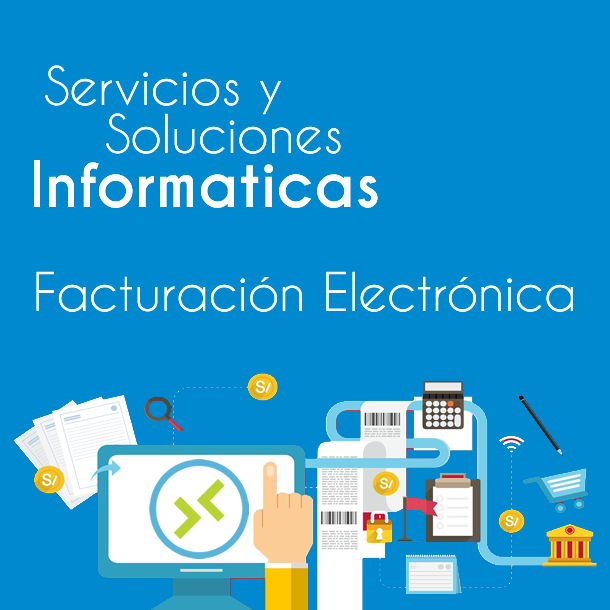 Servicios y
Soluciones
Informaticas
Facturación Electrónica
S/
S/
S/
S/